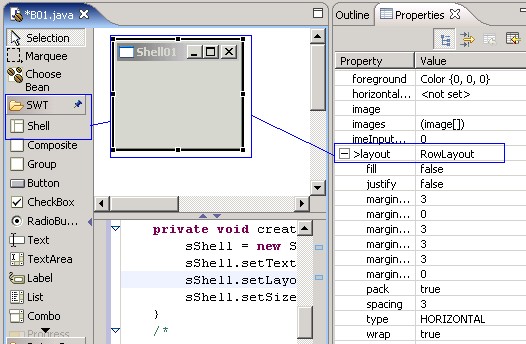 *B01.java
Selection
Marquee
Choose
Bean
SWT
Shell
Composite
Group
Button
CheckBox
RadioBu...
Text
TextArea
Label
List
Combo
Progress
Shell01
private void creat
sShell = new S
sShell.setText
sShell.setLayo
sShell.setSize
}
/*
Outline
Properties
Property Value
foreground Color {0, 0, 0}
horizontal... <not set>
image
images (image[])
imeInput... 0
>layout RowLayout
fill false
justify false
margin... 3
margin... 0
margin... 3
margin... 3
margin... 3
margin... 0
pack true
spacing 3
type HORIZONTAL
wrap true